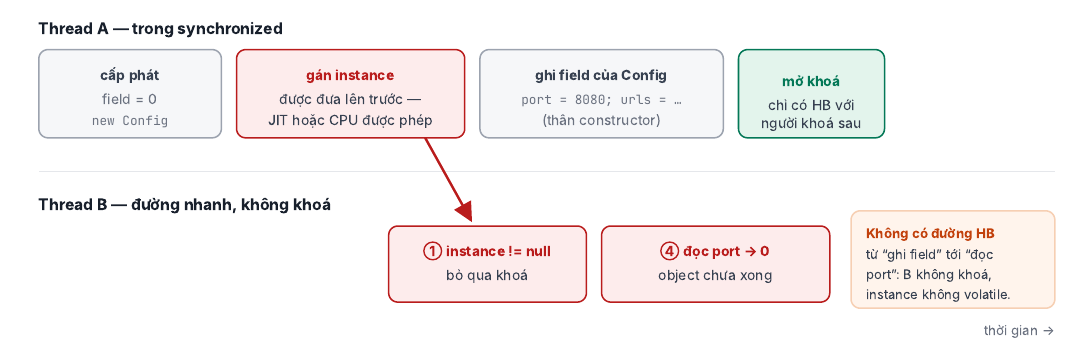 Thread A — trong synchronized
cấp phát
field = 0
new Config
gán instance
được đưa lên trước —
JIT hoặc CPU được phép
ghi field của Config
port = 8080; urls = …
(thân constructor)
mở khoá
chỉ có HB với
người khoá sau
Thread B — đường nhanh, không khoá
① instance != null
bỏ qua khoá
④ đọc port → 0
object chưa xong
Không có đường HB
từ “ghi field” tới “đọc
port”: B không khoá,
instance không volatile.
thời gian →